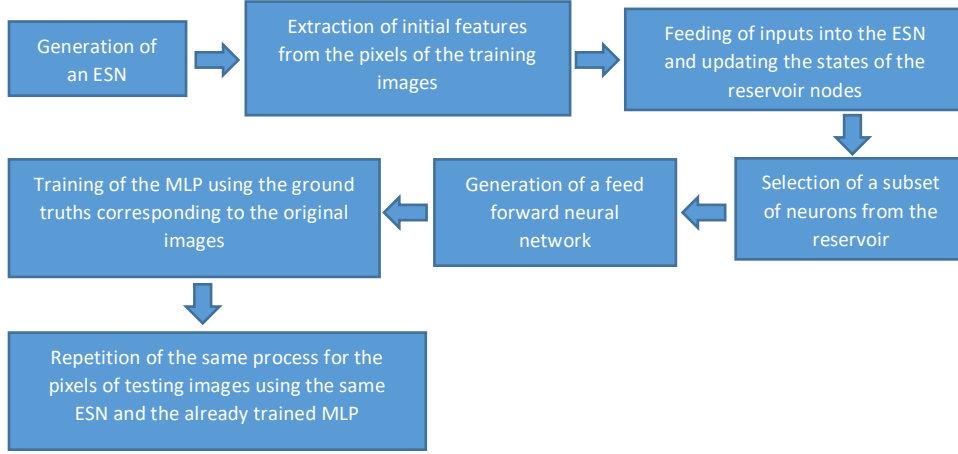 Generation of
an ESN
Extraction of initial features
from the pixels of the training
images
Feeding of inputs into the ESN
and updating the states of the
reservoir nodes
Selection of a subset
of neurons from the
reservoir
Generation of a feed
forward neural
network
Training of the MLP using the ground
truths corresponding to the original
images
Repetition of the same process for the
pixels of testing images using the same
ESN and the already trained MLP